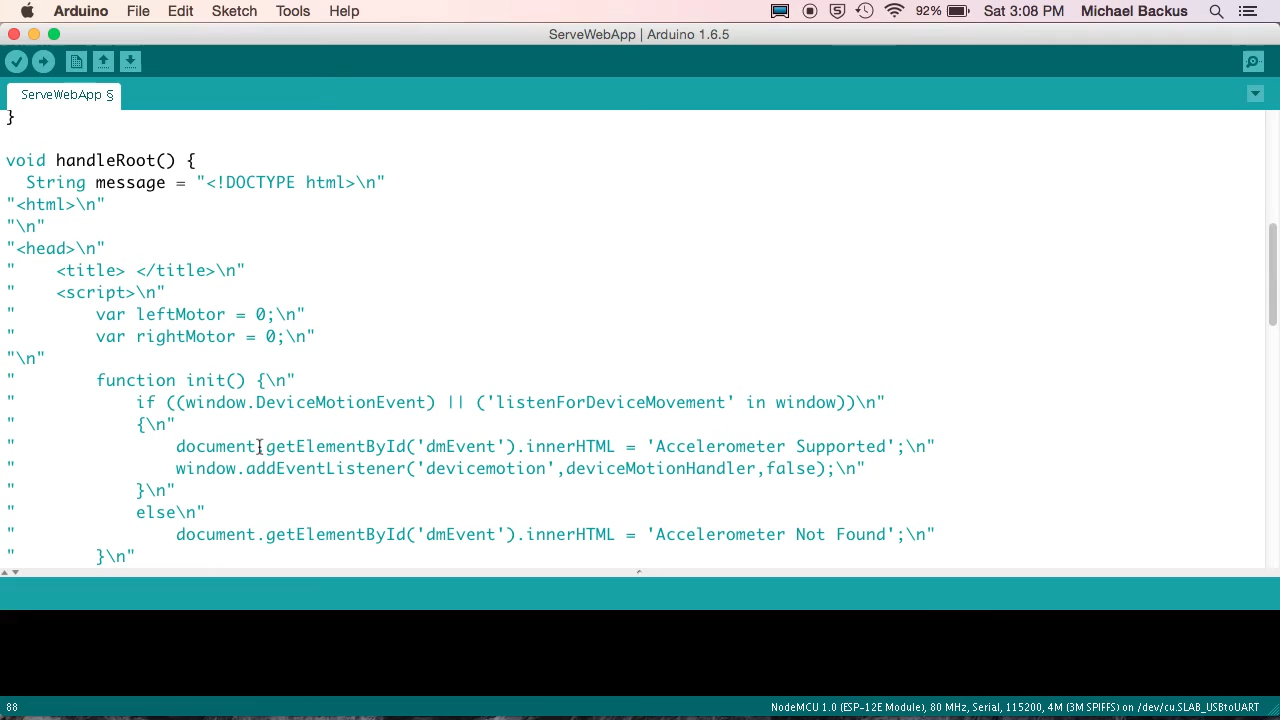 Arduino File Edit Sketch Tools Help 92% Sat 3:08 PM Michael Backus
ServeWebApp | Arduino 1.6.5
ServeWebApp §
}
void handleRoot() {
  String message = "<!DOCTYPE html>\n"
"<html>\n"
"\n"
"<head>\n"
"    <title> </title>\n"
"    <script>\n"
"        var leftMotor = 0;\n"
"        var rightMotor = 0;\n"
"\n"
"        function init() {\n"
"            if ((window.DeviceMotionEvent) || ('listenForDeviceMovement' in window))\n"
"            {\n"
"                document.getElementById('dmEvent').innerHTML = 'Accelerometer Supported';\n"
"                window.addEventListener('devicemotion',deviceMotionHandler,false);\n"
"            }\n"
"            else\n"
"                document.getElementById('dmEvent').innerHTML = 'Accelerometer Not Found';\n"
"        }\n"
88 NodeMCU 1.0 (ESP-12E Module), 80 MHz, Serial, 115200, 4M (3M SPIFFS) on /dev/cu.SLAB_USBtoUART